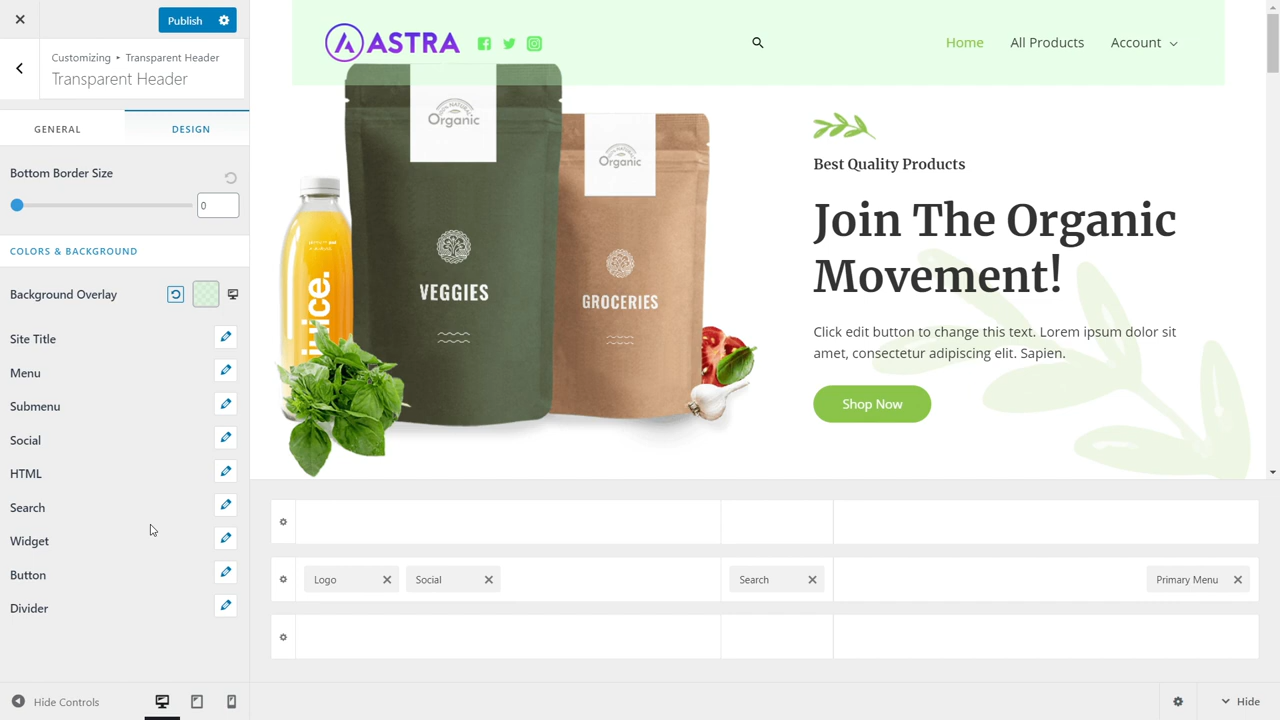 Publish
Customizing ▸ Transparent Header
Transparent Header
GENERAL
DESIGN
Bottom Border Size
0
COLORS & BACKGROUND
Background Overlay
Site Title
Menu
Submenu
Social
HTML
Search
Widget
Button
Divider
Hide Controls
ASTRA
Home
All Products
Account
100% NATURAL
Organic
Organic
juice.
VEGGIES
GROCERIES
Best Quality Products
Join The Organic
Movement!
Click edit button to change this text. Lorem ipsum dolor sit
amet, consectetur adipiscing elit. Sapien.
Shop Now
Logo
Social
Search
Primary Menu
Hide